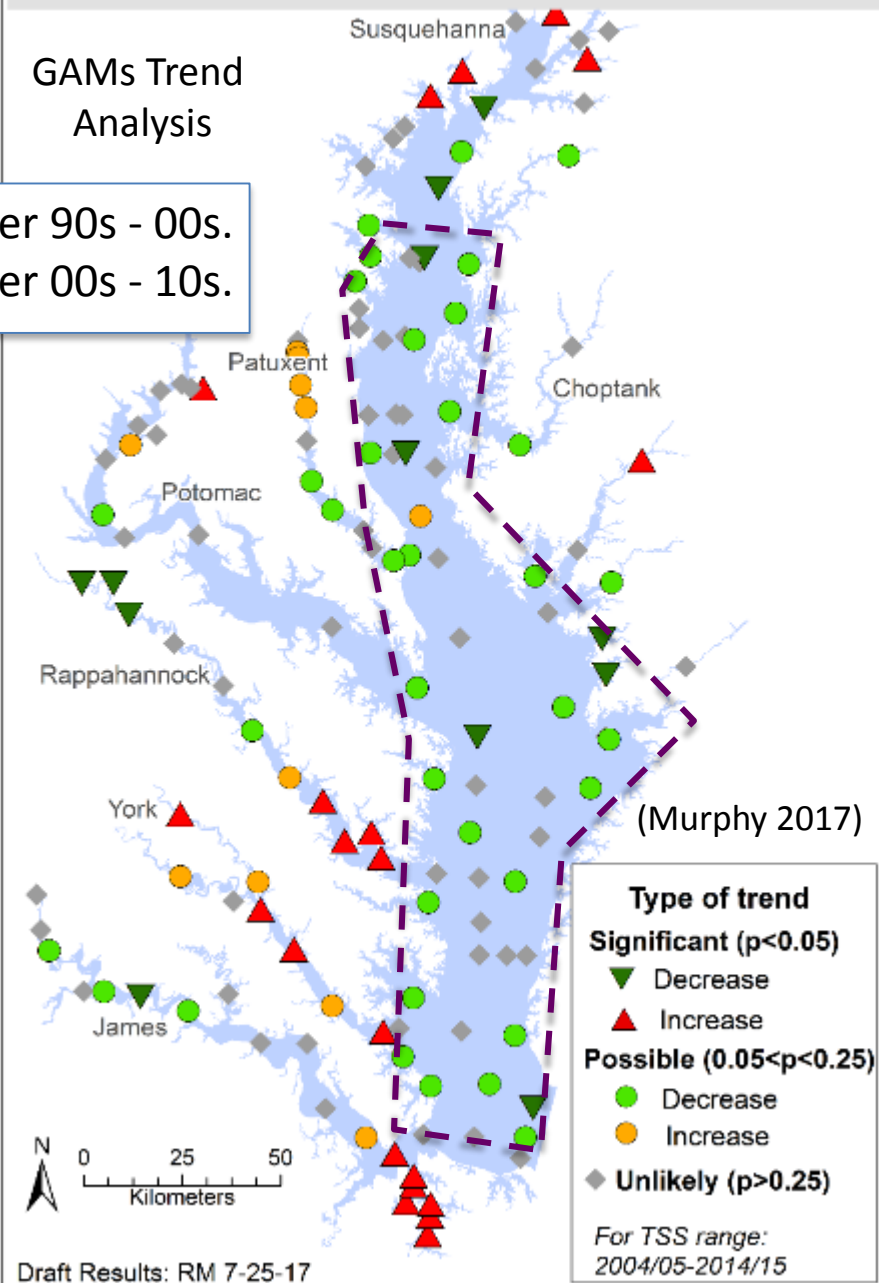 Susquehanna
GAMs Trend
Analysis
er 90s - 00s.
er 00s - 10s.
Patuxent
Choptank
Potomac
Rappahannock
York
(Murphy 2017)
James
Type of trend
Significant (p<0.05)
Decrease
Increase
Possible (0.05<p<0.25)
Decrease
Increase
Unlikely (p>0.25)
For TSS range:
2004/05-2014/15
N
0 25 50
Kilometers
Draft Results: RM 7-25-17